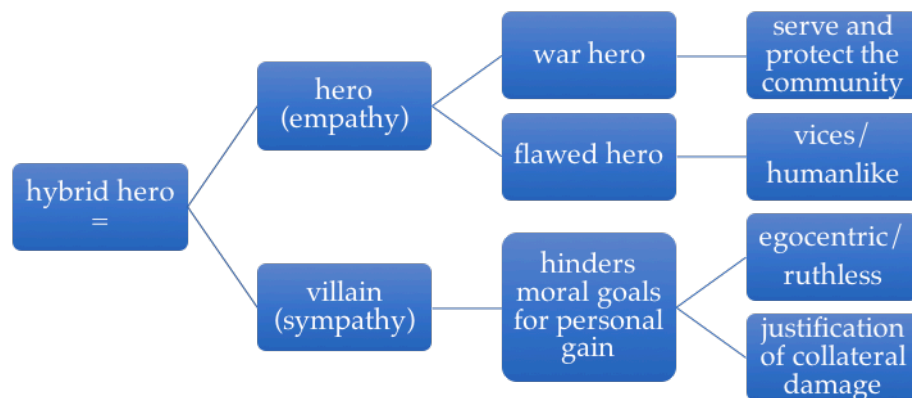 hybrid hero
=
hero
(empathy)
villain
(sympathy)
war hero
flawed hero
hinders
moral goals
for personal
gain
serve and
protect the
community
vices/
humanlike
egocentric/
ruthless
justification
of collateral
damage